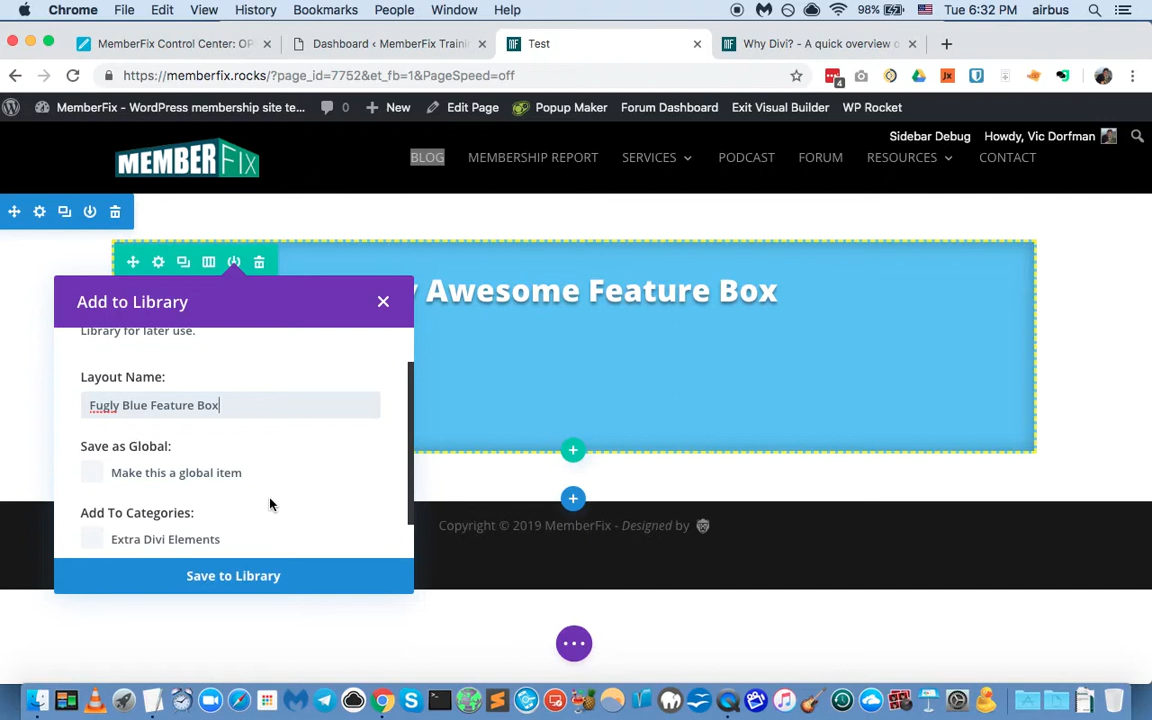 Chrome File Edit View History Bookmarks People Window Help 98% Tue 6:32 PM airbus
MemberFix Control Center: OP
Dashboard ‹ MemberFix Traini
Test
Why Divi? - A quick overview o
https://memberfix.rocks/?page_id=7752&et_fb=1&PageSpeed=off
4
Jx
MemberFix – WordPress membership site te... 0 New Edit Page Popup Maker Forum Dashboard Exit Visual Builder WP Rocket
Sidebar Debug Howdy, Vic Dorfman
MEMBERFIX
BLOG MEMBERSHIP REPORT SERVICES PODCAST FORUM RESOURCES CONTACT
Awesome Feature Box
Add to Library
Library for later use.
Layout Name:
Fugly Blue Feature Box
Save as Global:
Make this a global item
Add To Categories:
Extra Divi Elements
Save to Library
Copyright © 2019 MemberFix - Designed by